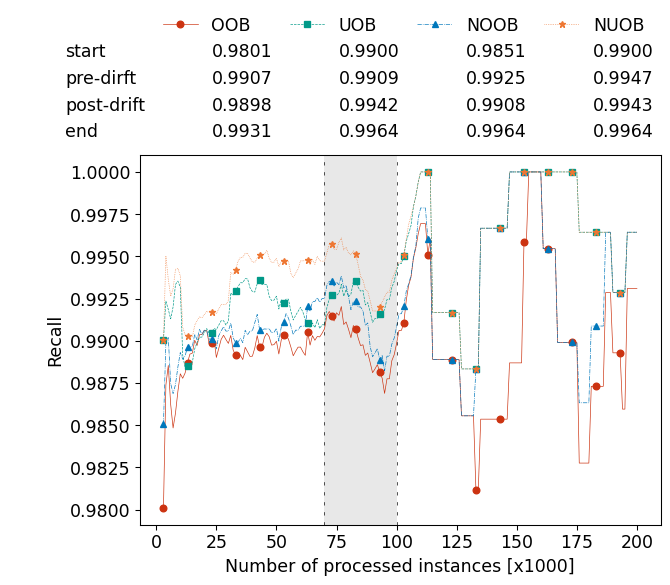 OOB UOB NOOB NUOB
start 0.9801 0.9900 0.9851 0.9900
pre-dirft 0.9907 0.9909 0.9925 0.9947
post-drift 0.9898 0.9942 0.9908 0.9943
end 0.9931 0.9964 0.9964 0.9964
1.0000
0.9975
0.9950
0.9925
0.9900
0.9875
0.9850
0.9825
0.9800
Recall
0 25 50 75 100 125 150 175 200
Number of processed instances [x1000]